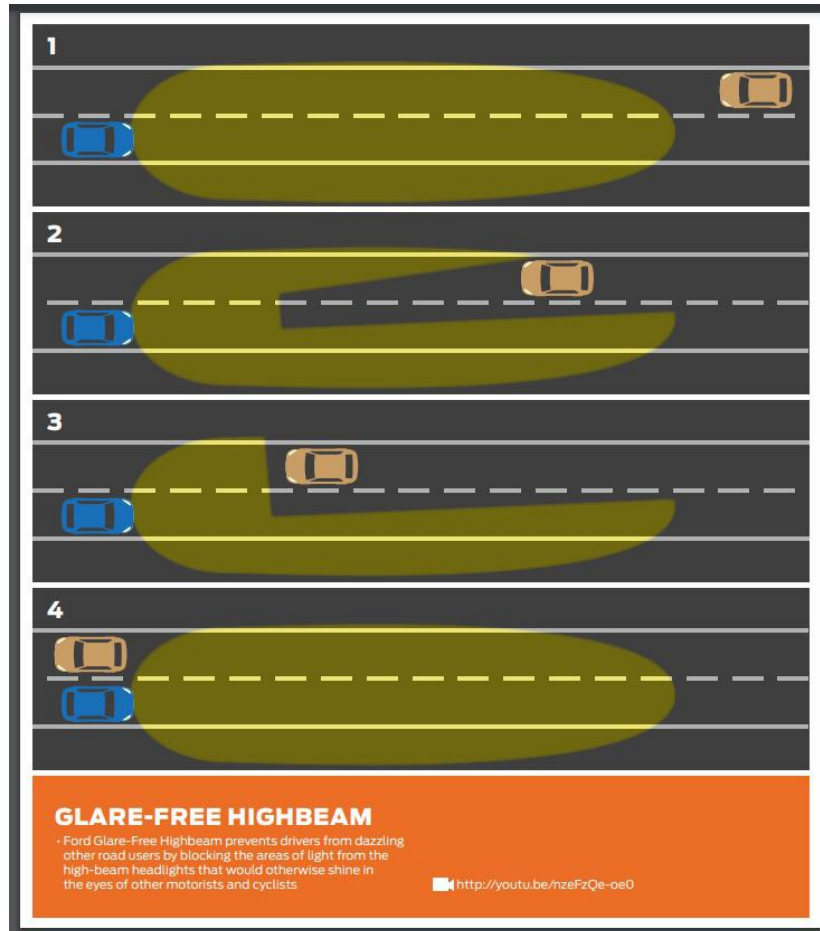 1
2
3
4
GLARE-FREE HIGHBEAM
· Ford Glare-Free Highbeam prevents drivers from dazzling
other road users by blocking the areas of light from the
high-beam headlights that would otherwise shine in
the eyes of other motorists and cyclists
http://youtu.be/nzeFzQe-oe0